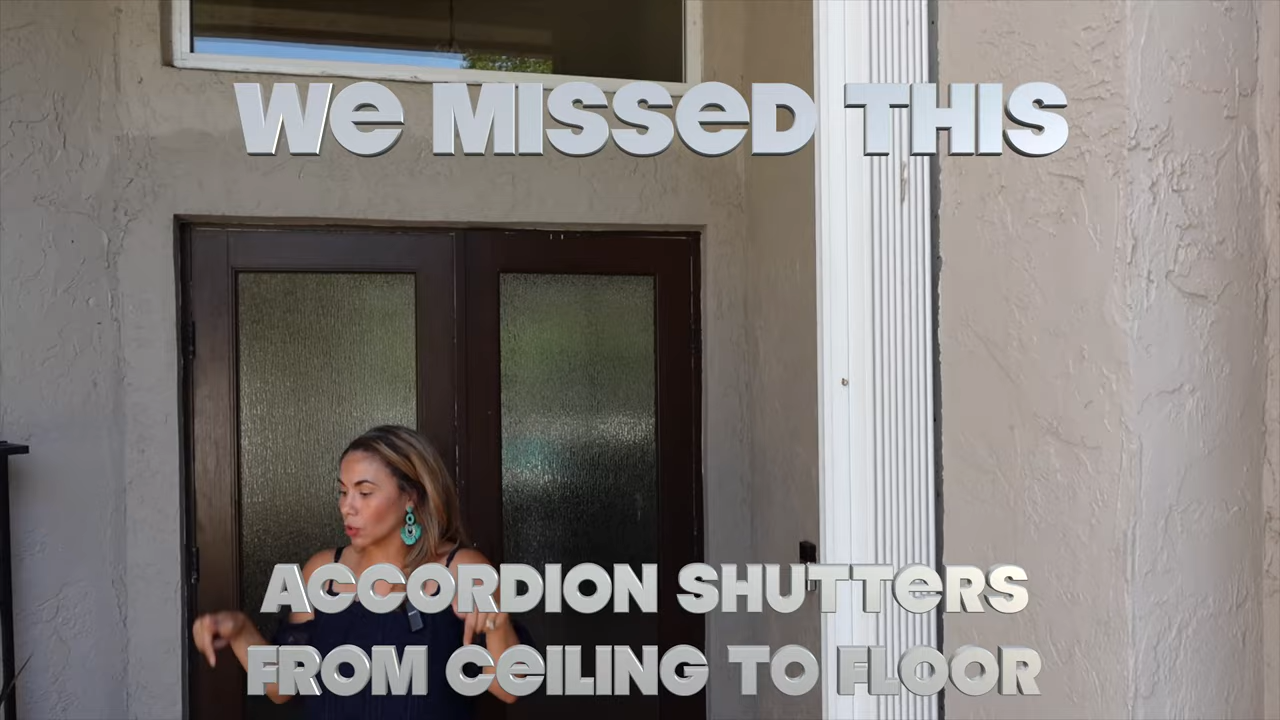 We MISSeD THIS
ACCORDION SHUTTeRS
FROM CeILING TO FLOOR